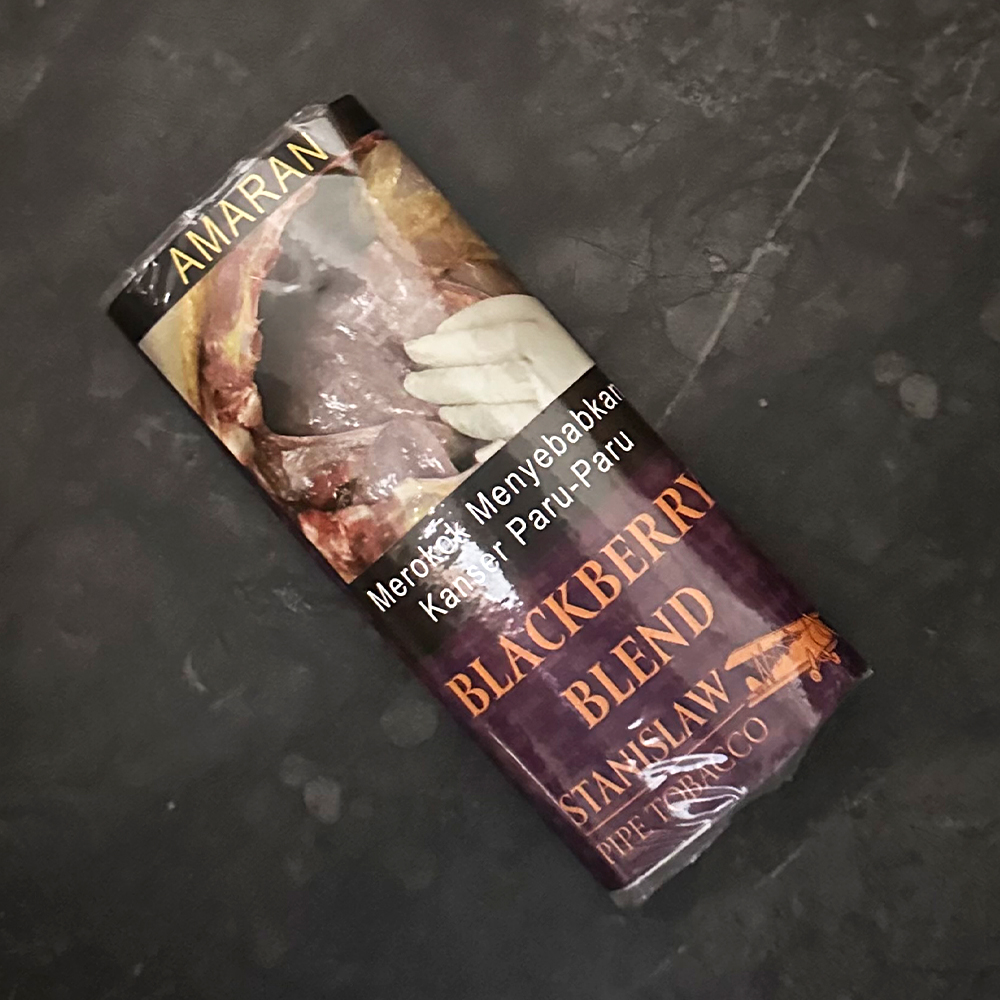 AMARAN
Merokok Menyebabkan
Kanser Paru-Paru
BLACKBERRY
BLEND
STANISLAW
PIPE TOBACCO